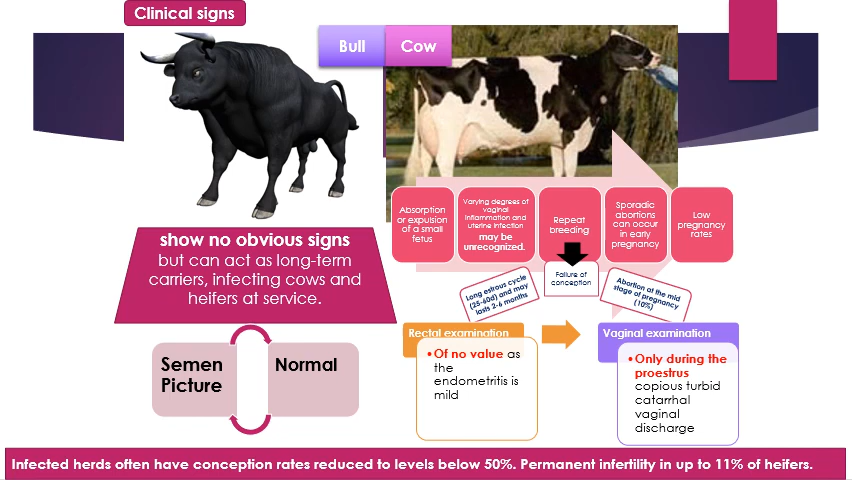 Clinical signs
Bull
Cow
show no obvious signs
but can act as long-term
carriers, infecting cows and
heifers at service.
Semen
Picture
Normal
Absorption
or expulsion
of a small
fetus
Varying degrees of
vaginal
inflammation and
uterine infection
may be
unrecognized.
Repeat
breeding
Sporadic
abortions
can occur
in early
pregnancy
Low
pregnancy
rates
Long estrous cycle
(25-60d) and may
lasts 2-6 months
Failure of
conception
Abortion at the mid
stage of pregnancy
(10%)
Rectal examination
•Of no value as
the
endometritis is
mild
Vaginal examination
•Only during the
proestrus
copious turbid
catarrhal
vaginal
discharge
Infected herds often have conception rates reduced to levels below 50%. Permanent infertility in up to 11% of heifers.